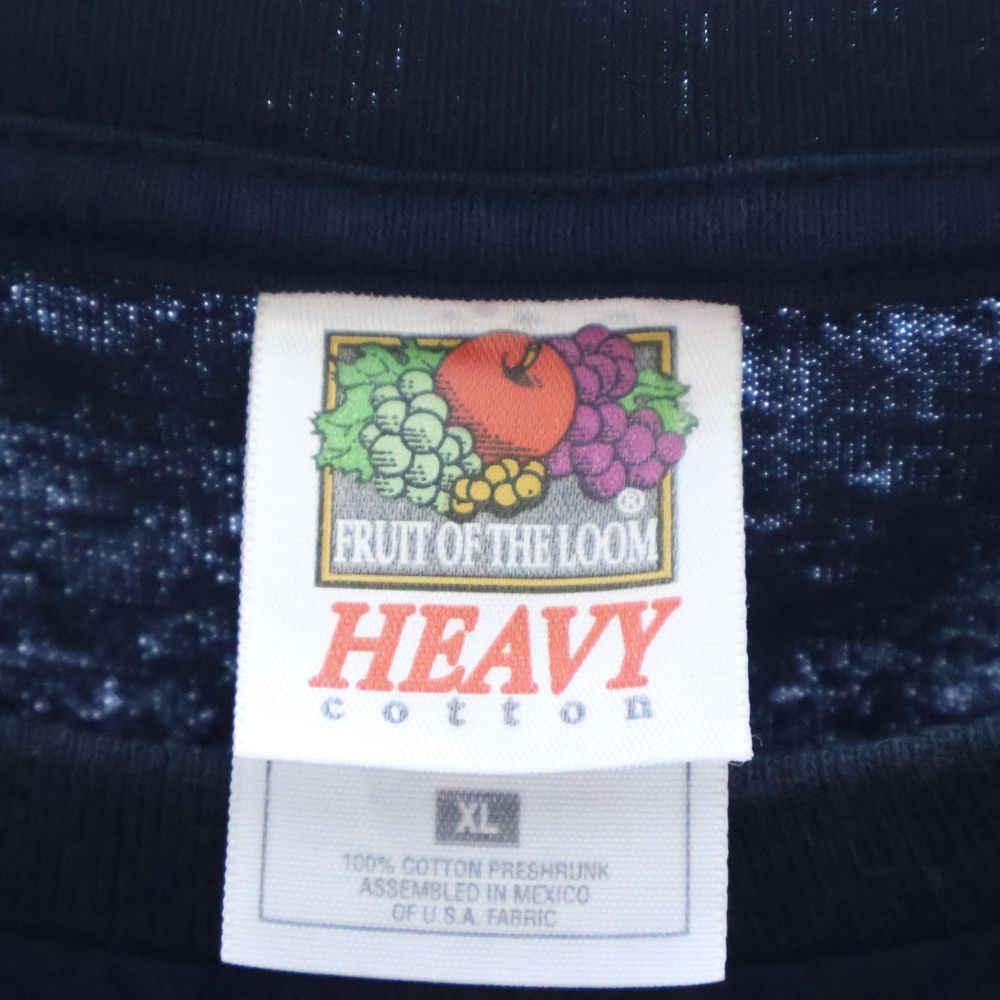 ®
FRUIT OF THE LOOM
HEAVY
cotton
XL
100% COTTON PRESHRUNK
ASSEMBLED IN MEXICO
OF U.S.A. FABRIC